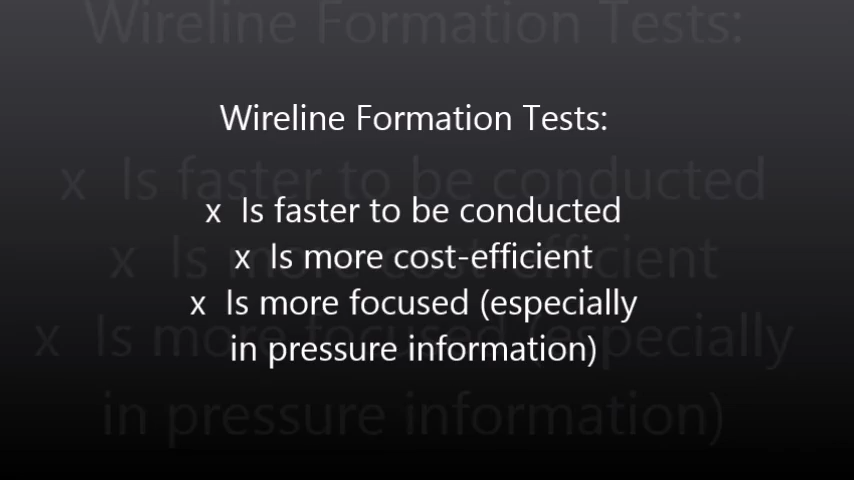 Wireline Formation Tests:
x Is faster to be conducted
x Is more cost-efficient
x Is more focused (especially
in pressure information)